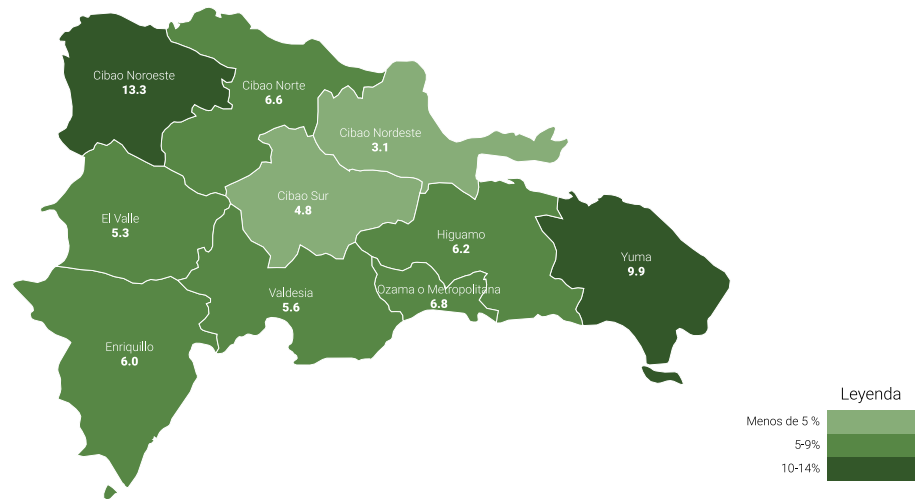 Cibao Noroeste
13.3
Cibao Norte
6.6
Cibao Nordeste
3.1
Cibao Sur
4.8
El Valle
5.3
Higuamo
6.2
Yuma
9.9
Valdesia
5.6
Ozama o Metropolitana
6.8
Enriquillo
6.0
Leyenda
Menos de 5 %
5-9%
10-14%